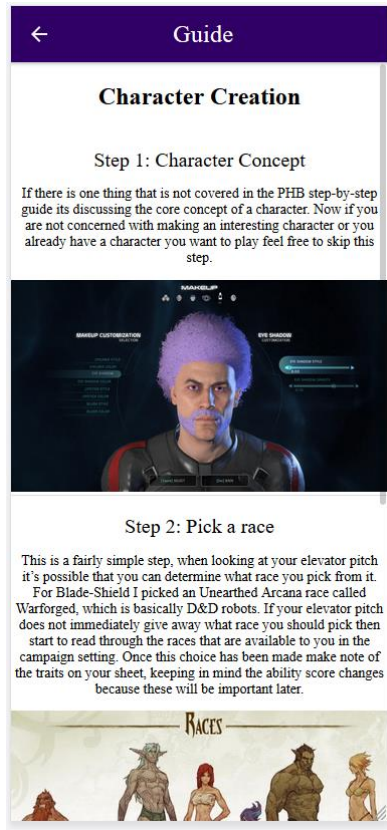 Guide
Character Creation
Step 1: Character Concept
If there is one thing that is not covered in the PHB step-by-step
guide its discussing the core concept of a character. Now if you
are not concerned with making an interesting character or you
already have a character you want to play feel free to skip this
step.
MAKEUP
MAKEUP CUSTOMIZATION
SELECTION
EYE SHADOW
CUSTOMIZATION
EYE SHADOW STYLE
Step 2: Pick a race
This is a fairly simple step, when looking at your elevator pitch
it’s possible that you can determine what race you pick from it.
For Blade-Shield I picked an Unearthed Arcana race called
Warforged, which is basically D&D robots. If your elevator pitch
does not immediately give away what race you should pick then
start to read through the races that are available to you in the
campaign setting. Once this choice has been made make note of
the traits on your sheet, keeping in mind the ability score changes
because these will be important later.
RACES